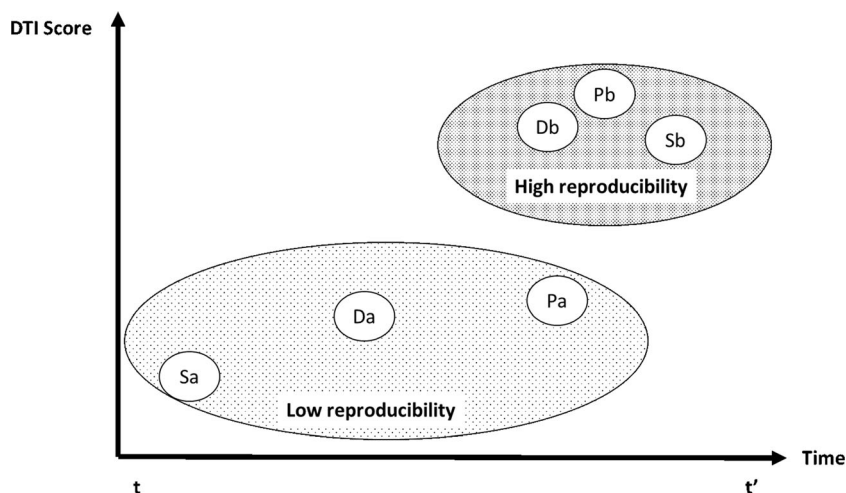 DTI Score
Pb
Db
Sb
High reproducibility
Pa
Da
Sa
Low reproducibility
Time
t
t’